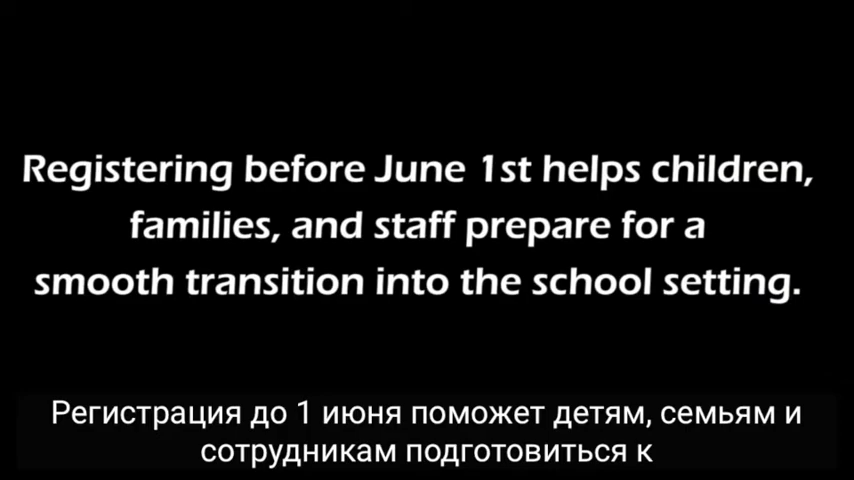 Registering before June 1st helps children,
families, and staff prepare for a
smooth transition into the school setting.
Регистрация до 1 июня поможет детям, семьям и
сотрудникам подготовиться к